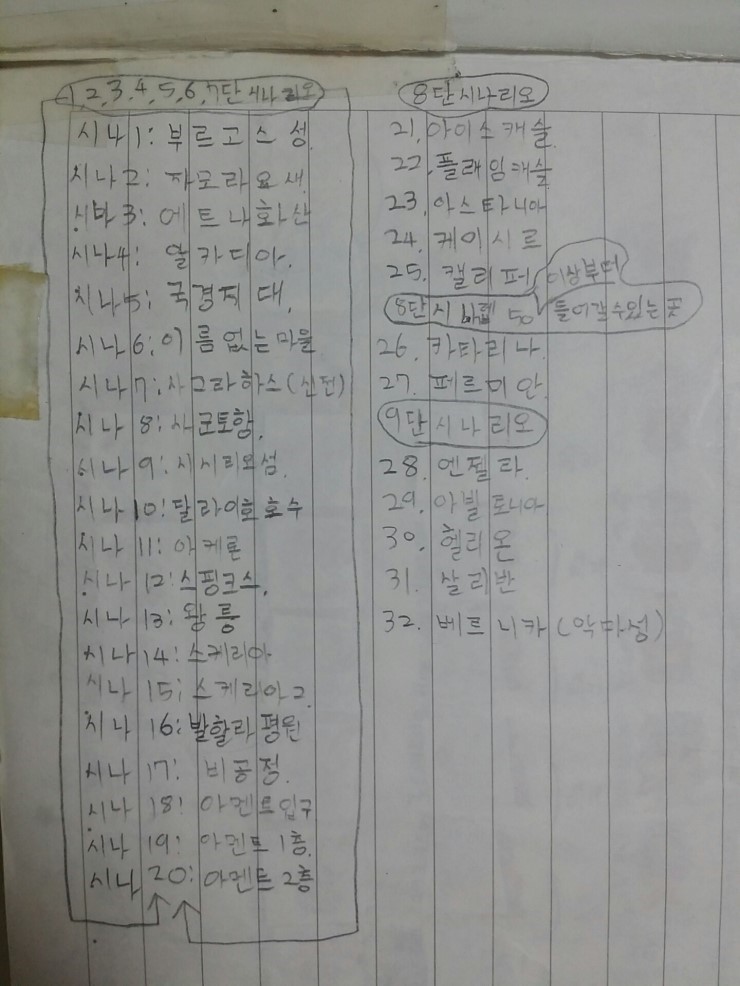 1,2,3,4,5,6,7단 시나리오
시나 1: 부르고스 성.
시나 2: 자모라요새.
시나 3: 에트나화산
시나4: 알카디아.
시나5: 국경지대.
시나 6: 이름없는마을
시나 7: 사그라하스(신전)
시나 8: 사군토항.
시나 9: 시시리요섬.
시나 10: 탈라이호호수
시나 11: 아케론
시나 12: 스핑크스.
시나 13: 왕릉
시나 14: 스케리아
시나 15: 스케리아2.
시나 16: 발할라평원
시나 17: 비공정.
시나 18: 아멘트입구
시나 19: 아멘트 1층.
시나 20: 아멘트 2층
8단시나리오
21. 아이스캐슬.
22. 플래임캐슬
23. 아스타니아
24. 케이시르
25. 캘리퍼
이상부터
8단시 렙 50 들어갈수있는곳
26. 카타리나.
27. 페르미안.
9단시나리오
28. 엔필타.
29. 아빌토니아
30. 헬리온
31. 살리반
32. 베트니카(악마성)